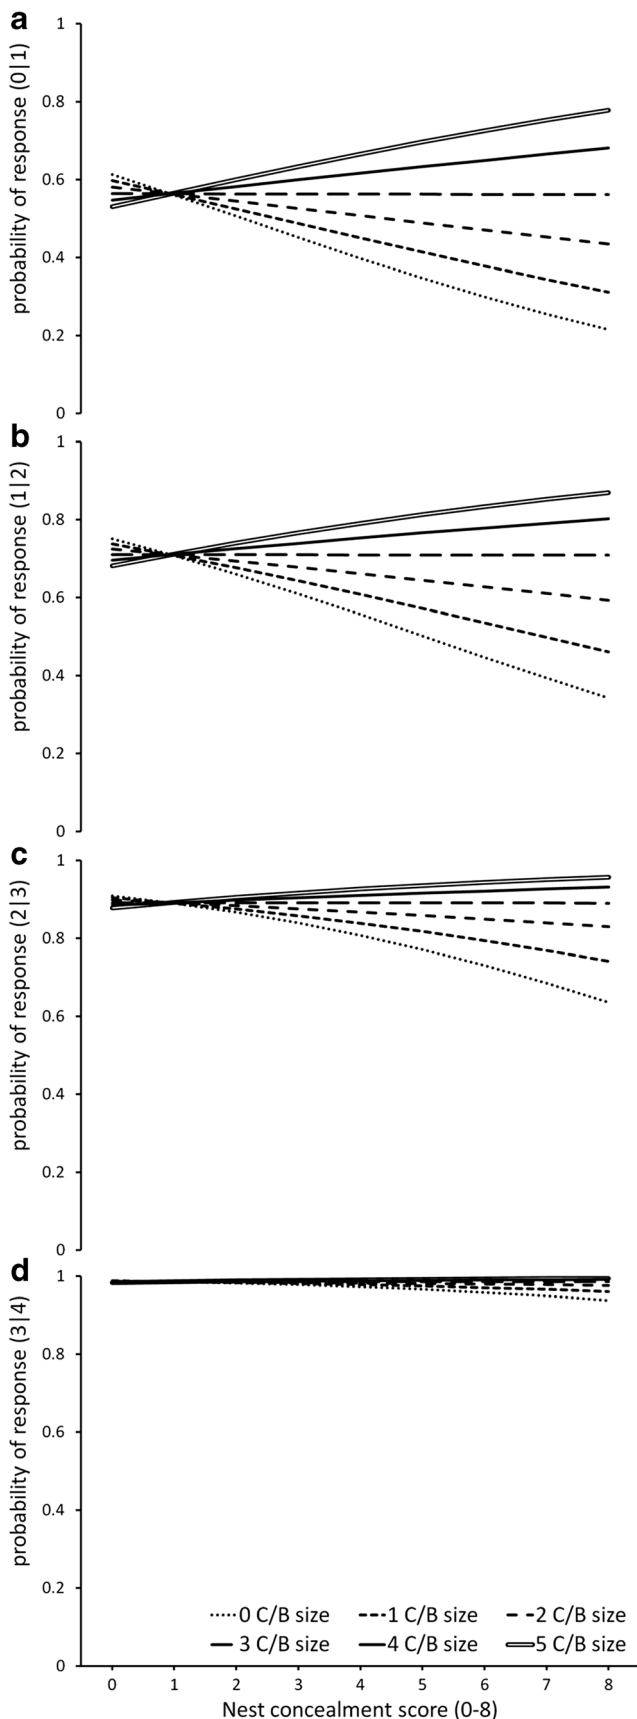 a
probability of response (0|1)
1
0.8
0.6
0.4
0.2
0
b
probability of response (1|2)
1
0.8
0.6
0.4
0.2
0
c
probability of response (2|3)
1
0.8
0.6
0.4
0.2
0
d
probability of response (3|4)
1
0.8
0.6
0.4
0.2
0
0 C/B size 1 C/B size 2 C/B size
3 C/B size 4 C/B size 5 C/B size
0 1 2 3 4 5 6 7 8
Nest concealment score (0-8)